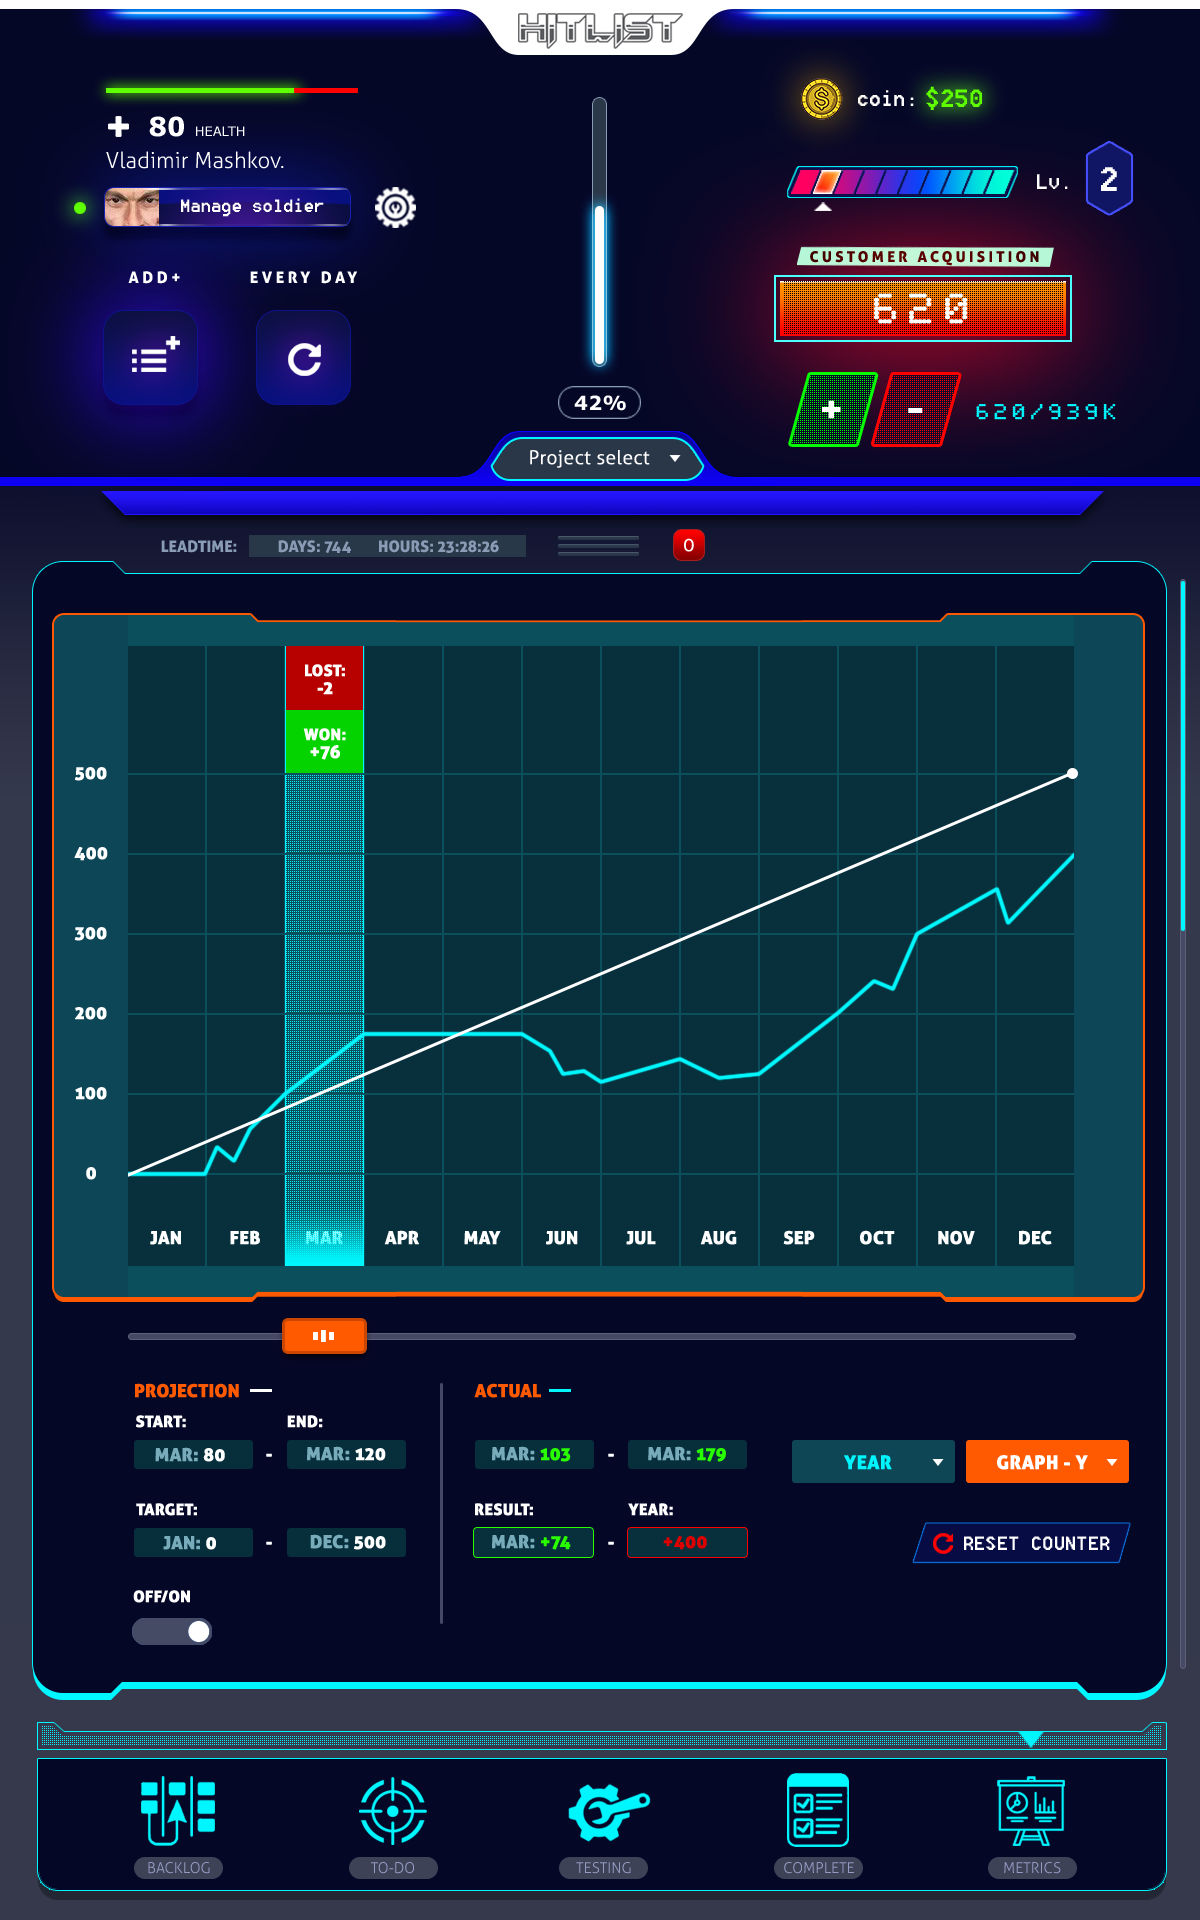 HITLIST
80 HEALTH
Vladimir Mashkov.
Manage soldier
ADD+
EVERY DAY
42%
Project select
coin: $250
Lv. 2
CUSTOMER ACQUISITION
620
+
-
620/939K
LEADTIME: DAYS: 744 HOURS: 23:28:26
0
LOST:
-2
WON:
+76
500
400
300
200
100
0
JAN FEB MAR APR MAY JUN JUL AUG SEP OCT NOV DEC
PROJECTION
START: END:
MAR: 80 - MAR: 120
TARGET:
JAN: 0 - DEC: 500
OFF/ON
ACTUAL
MAR: 103 - MAR: 179
RESULT: YEAR:
MAR: +74 - +400
YEAR
GRAPH - Y
RESET COUNTER
BACKLOG
TO-DO
TESTING
COMPLETE
METRICS